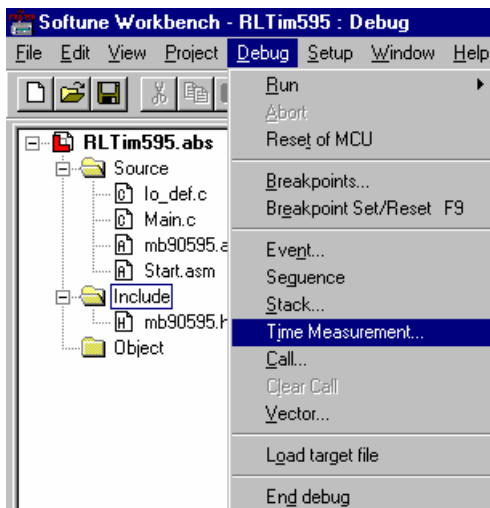 Softune Workbench - RLTim595 : Debug
File Edit View Project Debug Setup Window Help
Run
Abort
Reset of MCU
Breakpoints...
Breakpoint Set/Reset F9
Event...
Sequence
Stack...
Time Measurement...
Call...
Clear Call
Vector...
Load target file
End debug
RLTim595.abs
Source
Io_def.c
Main.c
mb90595.a
Start.asm
Include
mb90595.h
Object